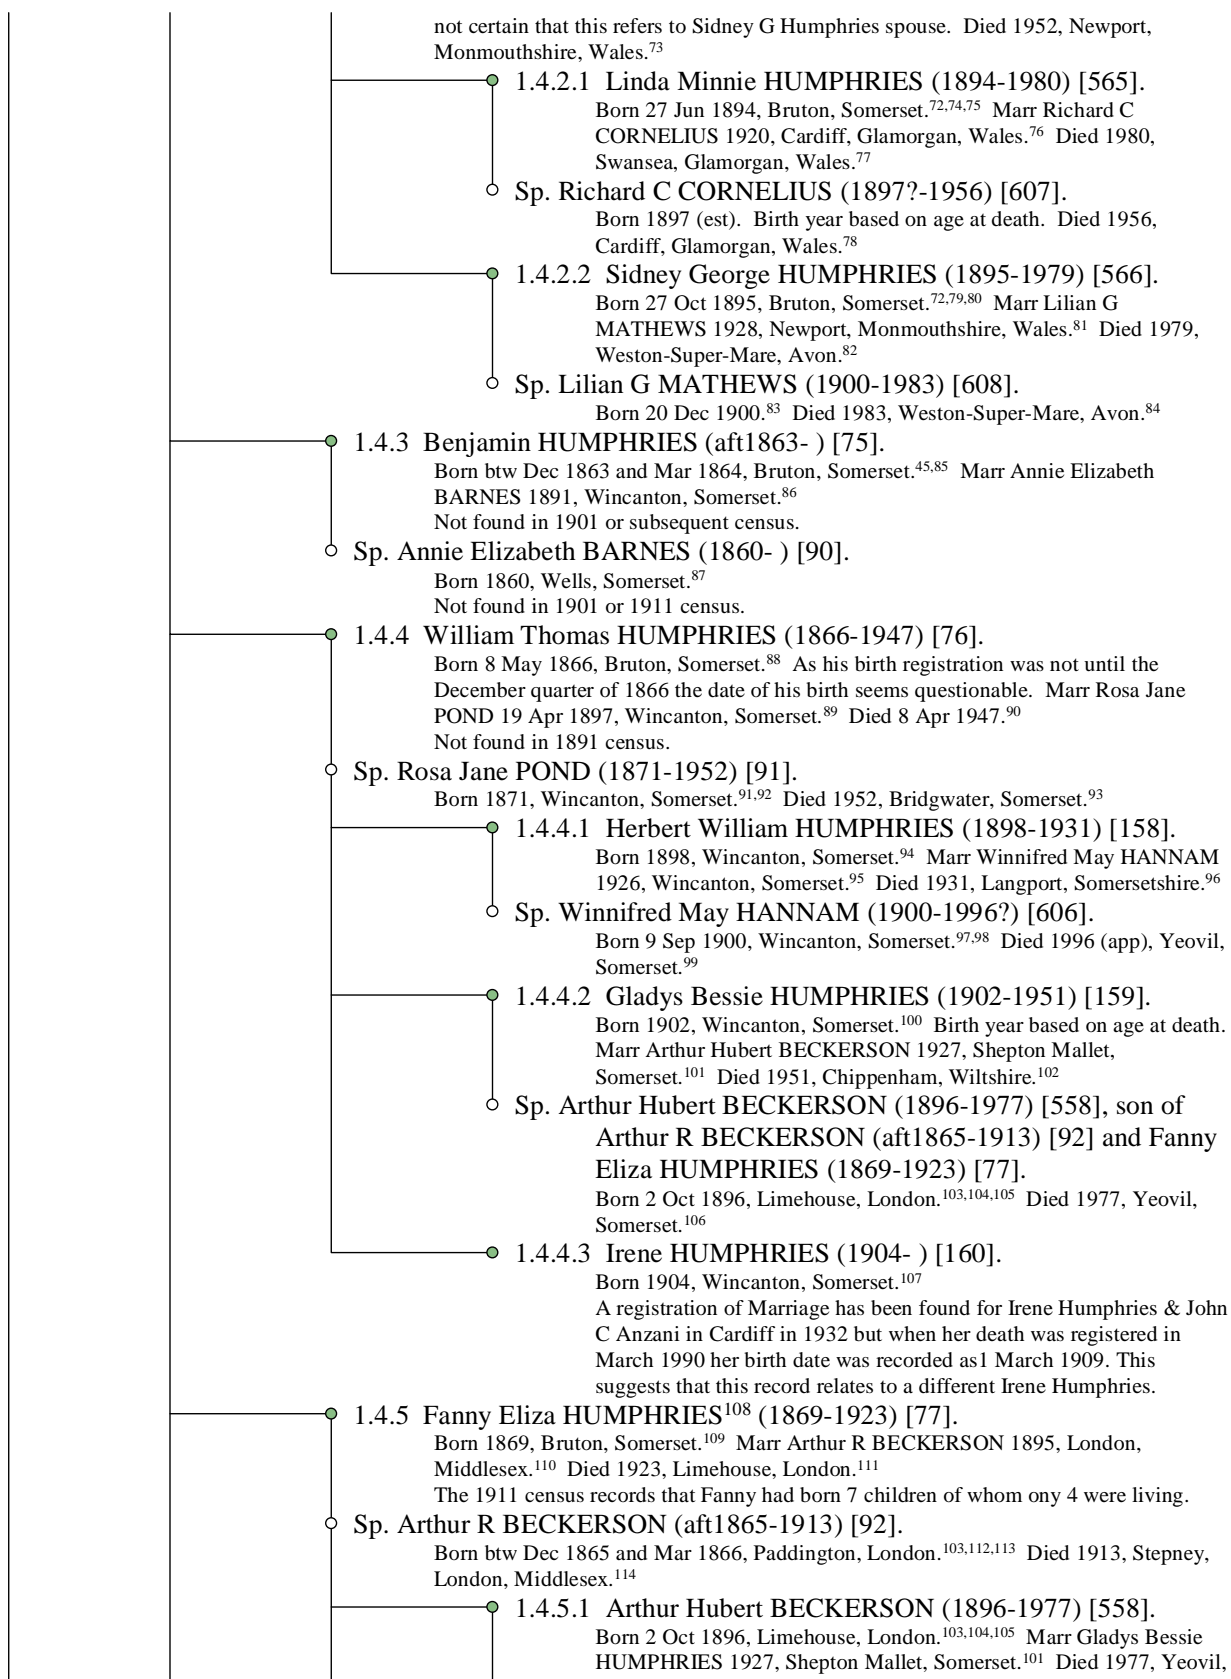 not certain that this refers to Sidney G Humphries spouse. Died 1952, Newport,
Monmouthshire, Wales.73
1.4.2.1 Linda Minnie HUMPHRIES (1894-1980) [565].
Born 27 Jun 1894, Bruton, Somerset.72,74,75 Marr Richard C
CORNELIUS 1920, Cardiff, Glamorgan, Wales.76 Died 1980,
Swansea, Glamorgan, Wales.77
Sp. Richard C CORNELIUS (1897?-1956) [607].
Born 1897 (est). Birth year based on age at death. Died 1956,
Cardiff, Glamorgan, Wales.78
1.4.2.2 Sidney George HUMPHRIES (1895-1979) [566].
Born 27 Oct 1895, Bruton, Somerset.72,79,80 Marr Lilian G
MATHEWS 1928, Newport, Monmouthshire, Wales.81 Died 1979,
Weston-Super-Mare, Avon.82
Sp. Lilian G MATHEWS (1900-1983) [608].
Born 20 Dec 1900.83 Died 1983, Weston-Super-Mare, Avon.84
1.4.3 Benjamin HUMPHRIES (aft1863- ) [75].
Born btw Dec 1863 and Mar 1864, Bruton, Somerset.45,85 Marr Annie Elizabeth
BARNES 1891, Wincanton, Somerset.86
Not found in 1901 or subsequent census.
Sp. Annie Elizabeth BARNES (1860- ) [90].
Born 1860, Wells, Somerset.87
Not found in 1901 or 1911 census.
1.4.4 William Thomas HUMPHRIES (1866-1947) [76].
Born 8 May 1866, Bruton, Somerset.88 As his birth registration was not until the
December quarter of 1866 the date of his birth seems questionable. Marr Rosa Jane
POND 19 Apr 1897, Wincanton, Somerset.89 Died 8 Apr 1947.90
Not found in 1891 census.
Sp. Rosa Jane POND (1871-1952) [91].
Born 1871, Wincanton, Somerset.91,92 Died 1952, Bridgwater, Somerset.93
1.4.4.1 Herbert William HUMPHRIES (1898-1931) [158].
Born 1898, Wincanton, Somerset.94 Marr Winnifred May HANNAM
1926, Wincanton, Somerset.95 Died 1931, Langport, Somersetshire.96
Sp. Winnifred May HANNAM (1900-1996?) [606].
Born 9 Sep 1900, Wincanton, Somerset.97,98 Died 1996 (app), Yeovil,
Somerset.99
1.4.4.2 Gladys Bessie HUMPHRIES (1902-1951) [159].
Born 1902, Wincanton, Somerset.100 Birth year based on age at death.
Marr Arthur Hubert BECKERSON 1927, Shepton Mallet,
Somerset.101 Died 1951, Chippenham, Wiltshire.102
Sp. Arthur Hubert BECKERSON (1896-1977) [558], son of
Arthur R BECKERSON (aft1865-1913) [92] and Fanny
Eliza HUMPHRIES (1869-1923) [77].
Born 2 Oct 1896, Limehouse, London.103,104,105 Died 1977, Yeovil,
Somerset.106
1.4.4.3 Irene HUMPHRIES (1904- ) [160].
Born 1904, Wincanton, Somerset.107
A registration of Marriage has been found for Irene Humphries & John
C Anzani in Cardiff in 1932 but when her death was registered in
March 1990 her birth date was recorded as1 March 1909. This
suggests that this record relates to a different Irene Humphries.
1.4.5 Fanny Eliza HUMPHRIES108 (1869-1923) [77].
Born 1869, Bruton, Somerset.109 Marr Arthur R BECKERSON 1895, London,
Middlesex.110 Died 1923, Limehouse, London.111
The 1911 census records that Fanny had born 7 children of whom ony 4 were living.
Sp. Arthur R BECKERSON (aft1865-1913) [92].
Born btw Dec 1865 and Mar 1866, Paddington, London.103,112,113 Died 1913, Stepney,
London, Middlesex.114
1.4.5.1 Arthur Hubert BECKERSON (1896-1977) [558].
Born 2 Oct 1896, Limehouse, London.103,104,105 Marr Gladys Bessie
HUMPHRIES 1927, Shepton Mallet, Somerset.101 Died 1977, Yeovil,